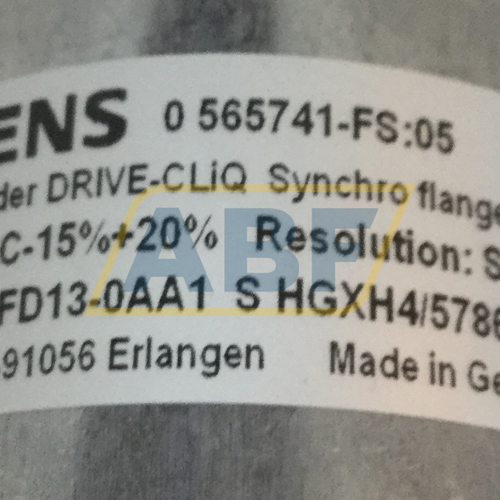 ENS 0 565741-FS:05
der DRIVE-CLiQ Synchro flange
C-15%+20% Resolution: S
FD13-0AA1 S HGXH4/5786
91056 Erlangen Made in Ge
ABF